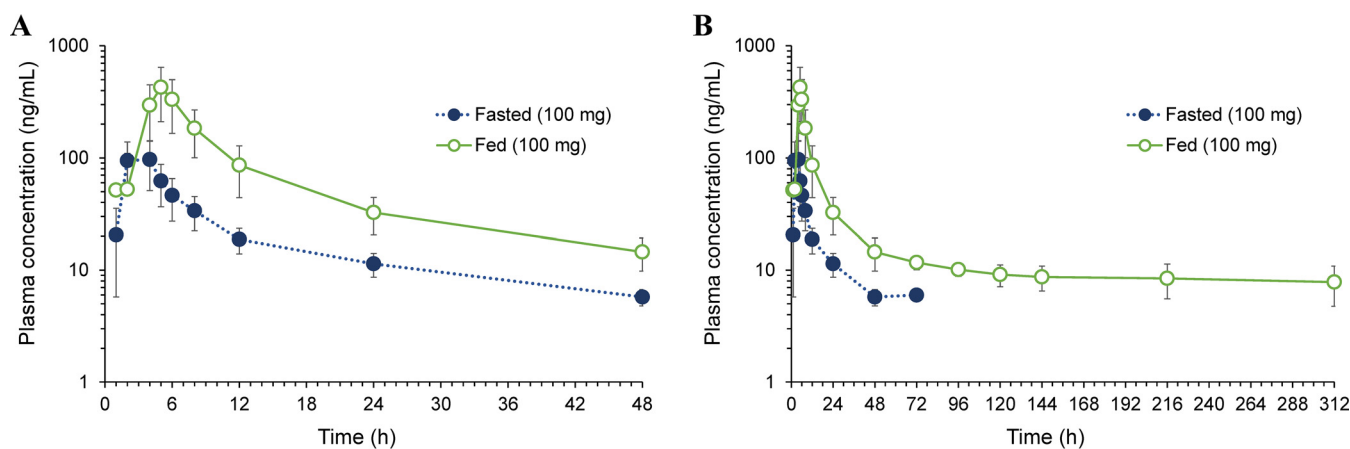 A
Plasma concentration (ng/mL)
1000
100
10
1
0 6 12 18 24 30 36 42 48
Time (h)
Fasted (100 mg)
Fed (100 mg)
B
Plasma concentration (ng/mL)
1000
100
10
1
0 24 48 72 96 120 144 168 192 216 240 264 288 312
Time (h)
Fasted (100 mg)
Fed (100 mg)